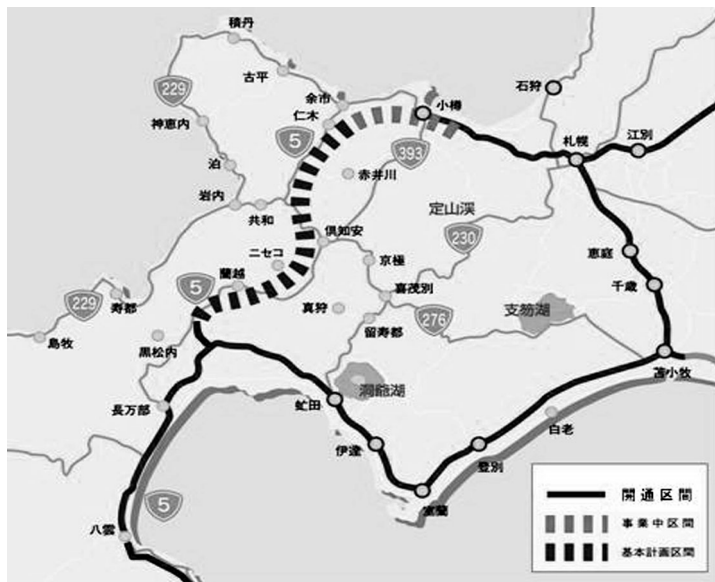 積丹
古平
229
余市
小樽
石狩
神恵内
仁木
5
393
札幌
江別
泊
赤井川
岩内
共和
定山渓
倶知安
230
ニセコ
京極
恵庭
蘭越
5
喜茂別
千歳
229
寿都
真狩
支笏湖
276
留寿都
島牧
黒松内
苫小牧
洞爺湖
長万部
虻田
白老
伊達
登別
室蘭
5
八雲
開通区間
事業中区間
基本計画区間